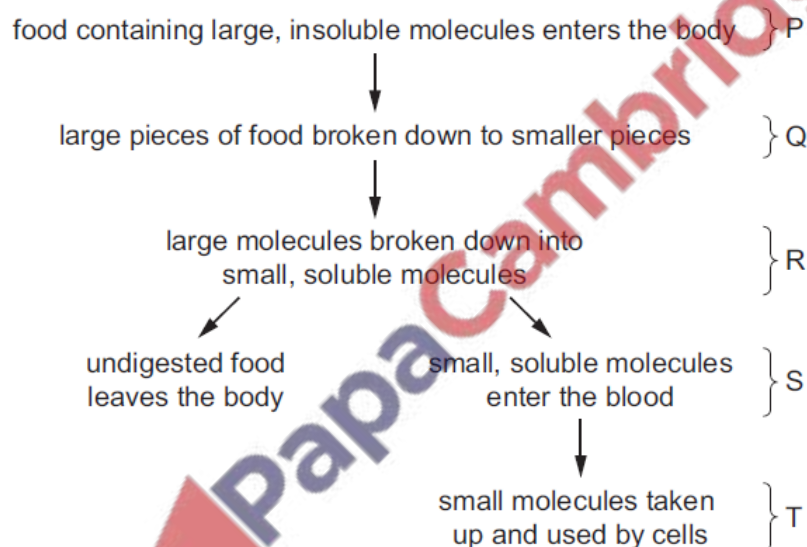 food containing large, insoluble molecules enters the body } P
large pieces of food broken down to smaller pieces } Q
large molecules broken down into
small, soluble molecules } R
undigested food
leaves the body
small, soluble molecules
enter the blood } S
small molecules taken
up and used by cells } T
PapaCambrid